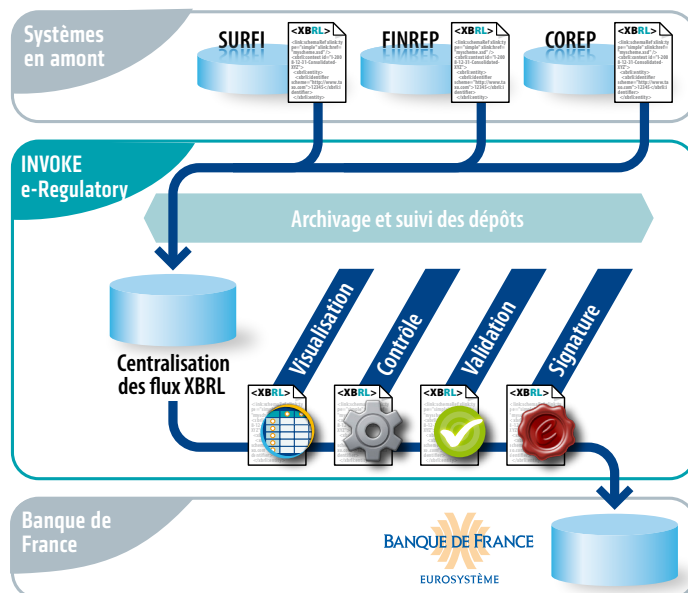 Systèmes
en amont
SURFI
FINREP
COREP
<XBRL>
<XBRL>
<XBRL>
INVOKE
e-Regulatory
Archivage et suivi des dépôts
Centralisation
des flux XBRL
Visualisation
Contrôle
Validation
Signature
<XBRL>
<XBRL>
<XBRL>
<XBRL>
Banque de
France
BANQUE DE FRANCE
EUROSYSTÈME